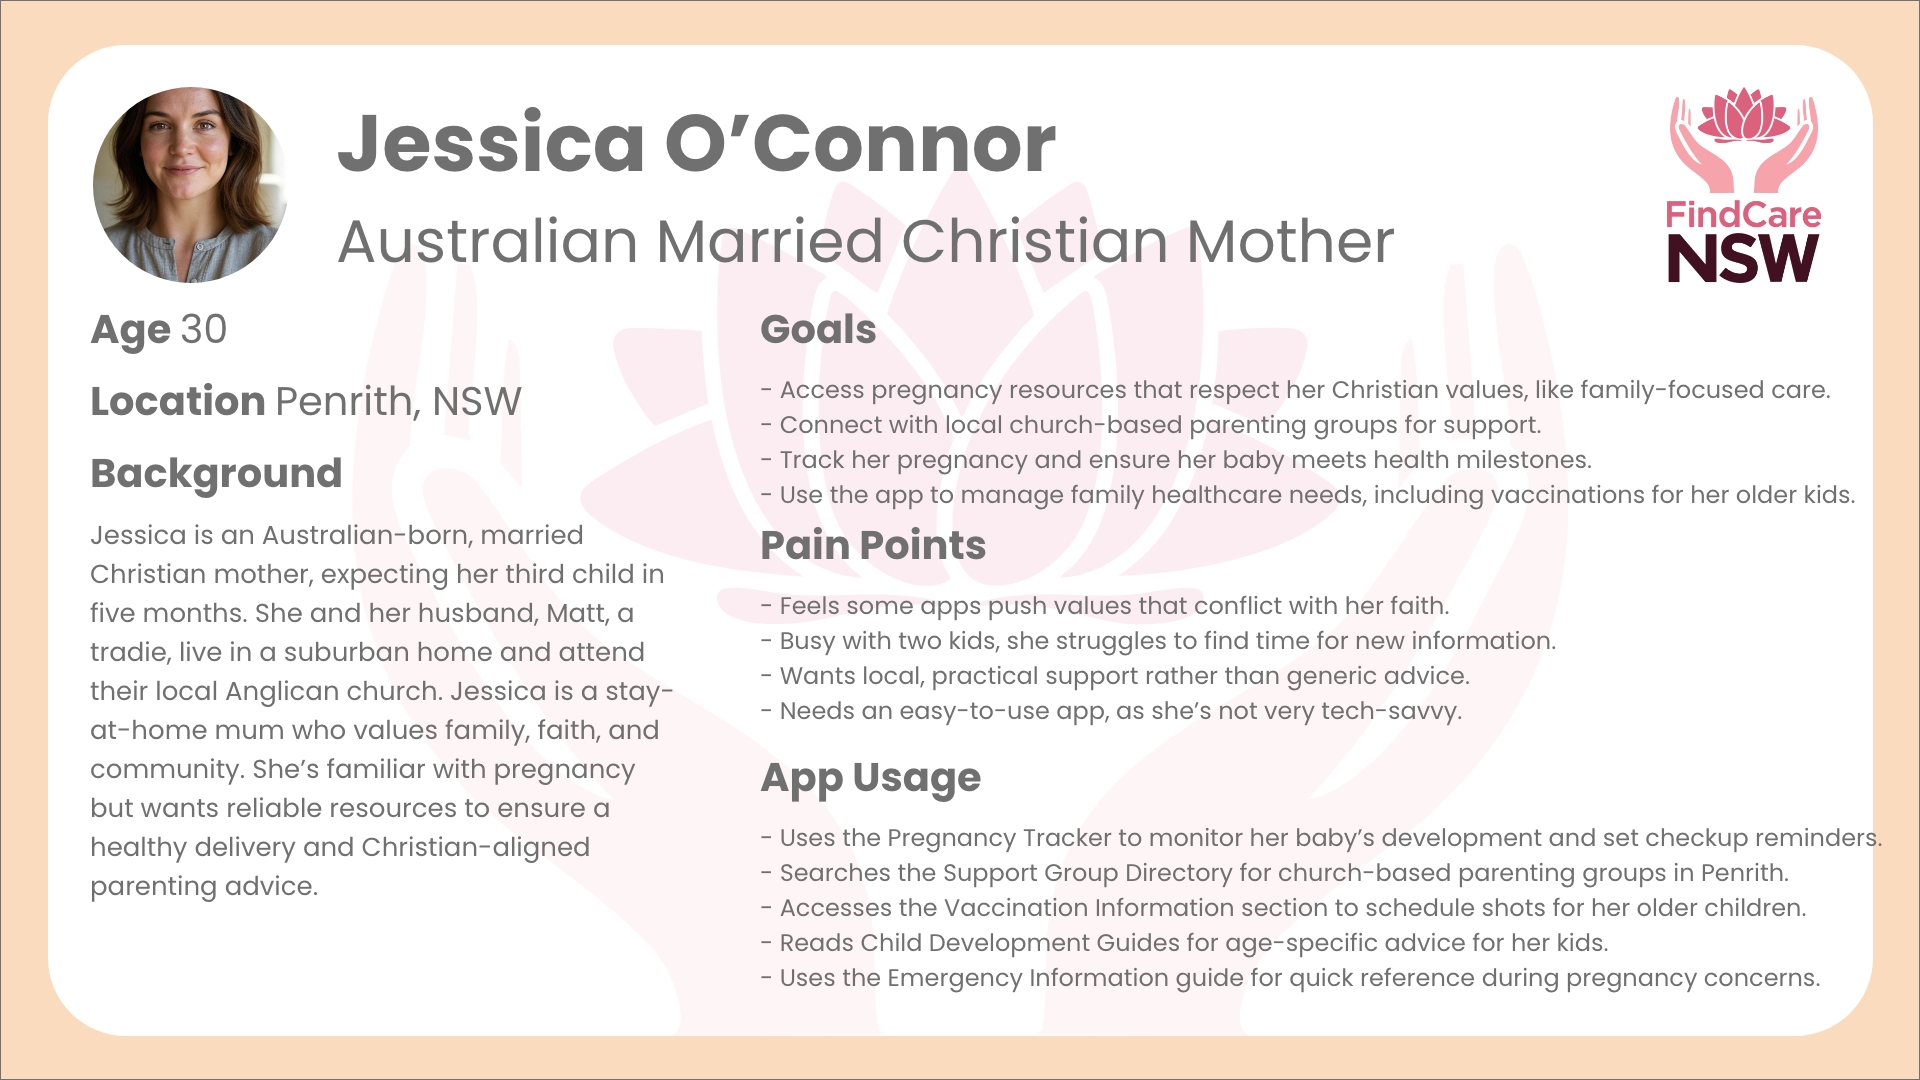 Jessica O’Connor
Australian Married Christian Mother
FindCare
NSW
Age 30
Location Penrith, NSW
Background
Jessica is an Australian-born, married
Christian mother, expecting her third child in
five months. She and her husband, Matt, a
tradie, live in a suburban home and attend
their local Anglican church. Jessica is a stay-
at-home mum who values family, faith, and
community. She’s familiar with pregnancy
but wants reliable resources to ensure a
healthy delivery and Christian-aligned
parenting advice.
Goals
- Access pregnancy resources that respect her Christian values, like family-focused care.
- Connect with local church-based parenting groups for support.
- Track her pregnancy and ensure her baby meets health milestones.
- Use the app to manage family healthcare needs, including vaccinations for her older kids.
Pain Points
- Feels some apps push values that conflict with her faith.
- Busy with two kids, she struggles to find time for new information.
- Wants local, practical support rather than generic advice.
- Needs an easy-to-use app, as she’s not very tech-savvy.
App Usage
- Uses the Pregnancy Tracker to monitor her baby’s development and set checkup reminders.
- Searches the Support Group Directory for church-based parenting groups in Penrith.
- Accesses the Vaccination Information section to schedule shots for her older children.
- Reads Child Development Guides for age-specific advice for her kids.
- Uses the Emergency Information guide for quick reference during pregnancy concerns.